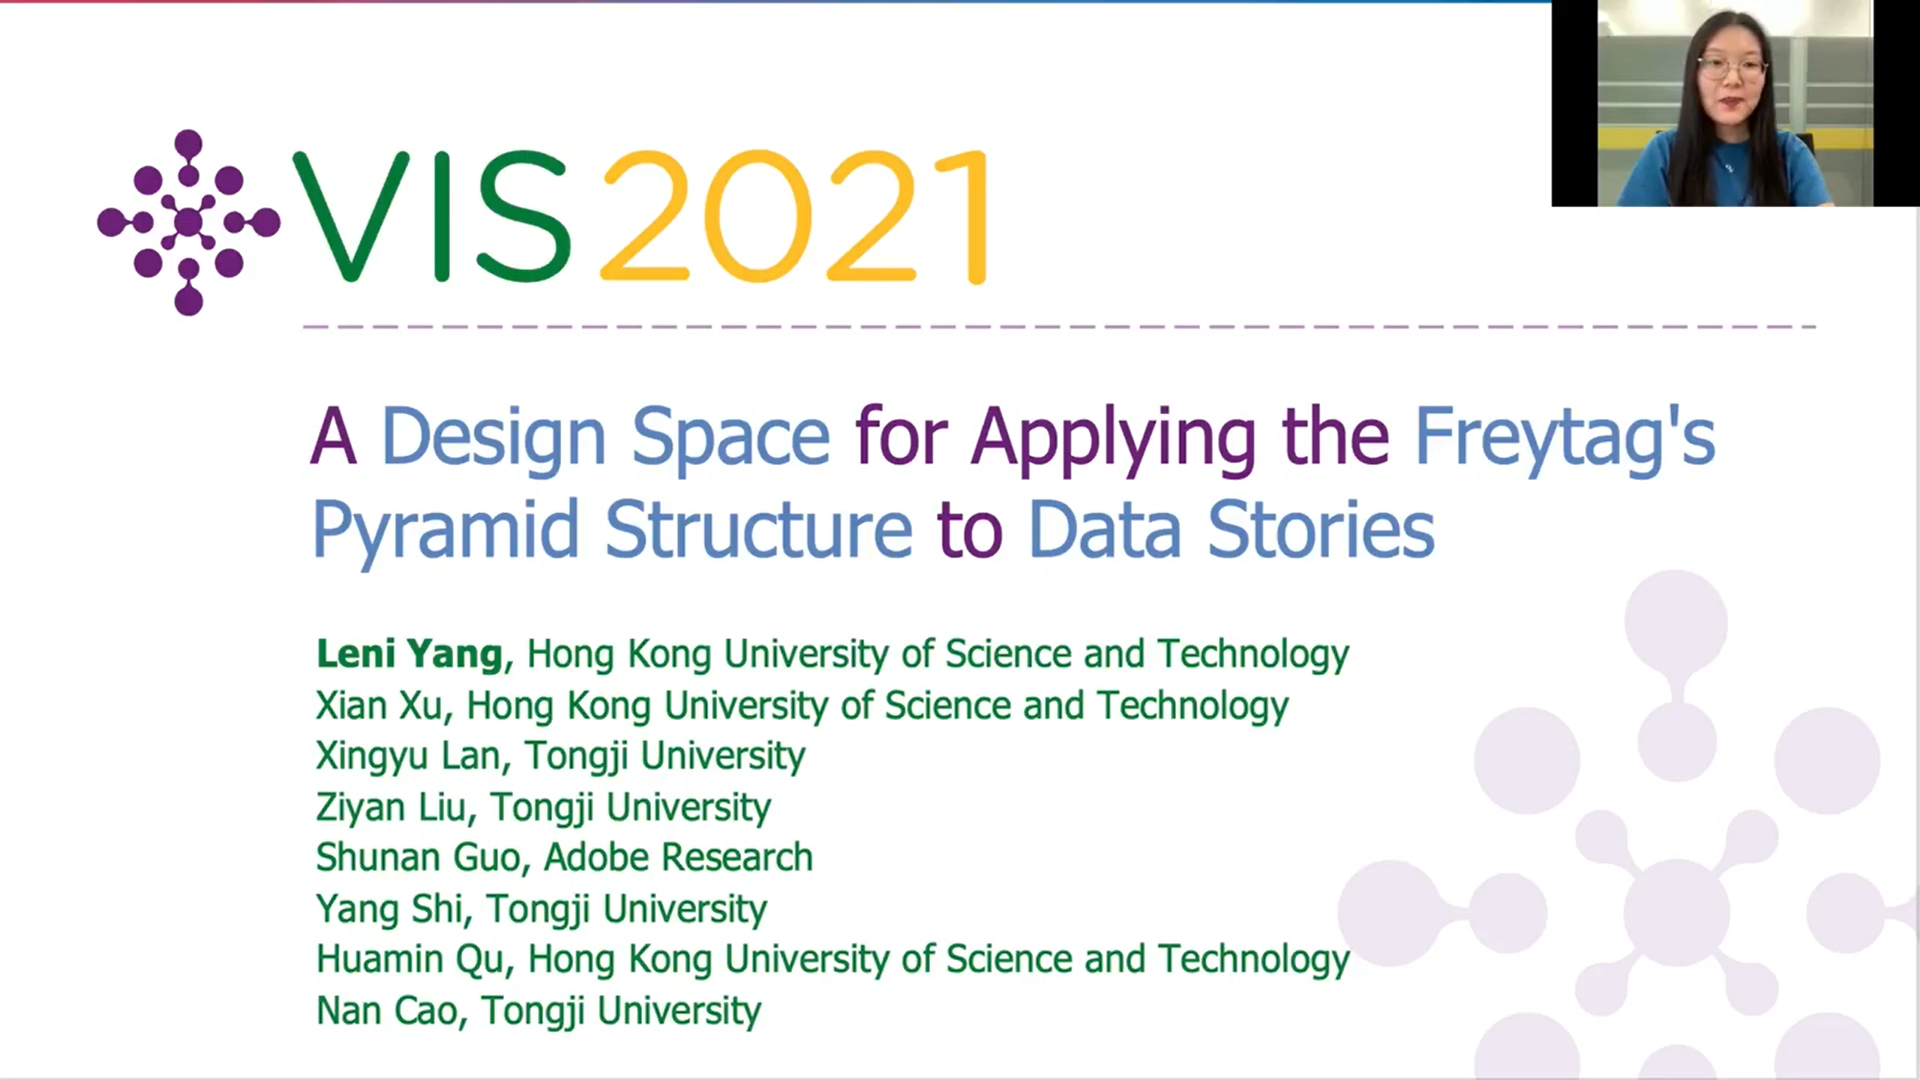 VIS2021
A Design Space for Applying the Freytag's
Pyramid Structure to Data Stories
Leni Yang, Hong Kong University of Science and Technology
Xian Xu, Hong Kong University of Science and Technology
Xingyu Lan, Tongji University
Ziyan Liu, Tongji University
Shunan Guo, Adobe Research
Yang Shi, Tongji University
Huamin Qu, Hong Kong University of Science and Technology
Nan Cao, Tongji University